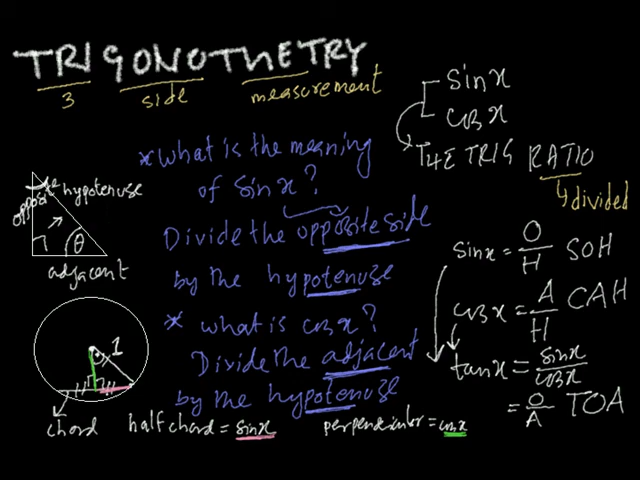 TRIGONOTHETRY
3 side measurement
sinx
cosx
THE TRIG RATIO
divided
*What is the meaning
of sinx?
Divide the opposite side
by the hypotenuse
* what is cosx?
Divide the adjacent
by the hypotenuse
opposite hypotenuse
θ
adjacent
1
x
chord
half chord = sinx
perpendicular = cosx
sinx = O/H SOH
cosx = A/H CAH
tanx = sinx/cosx
= O/A TOA